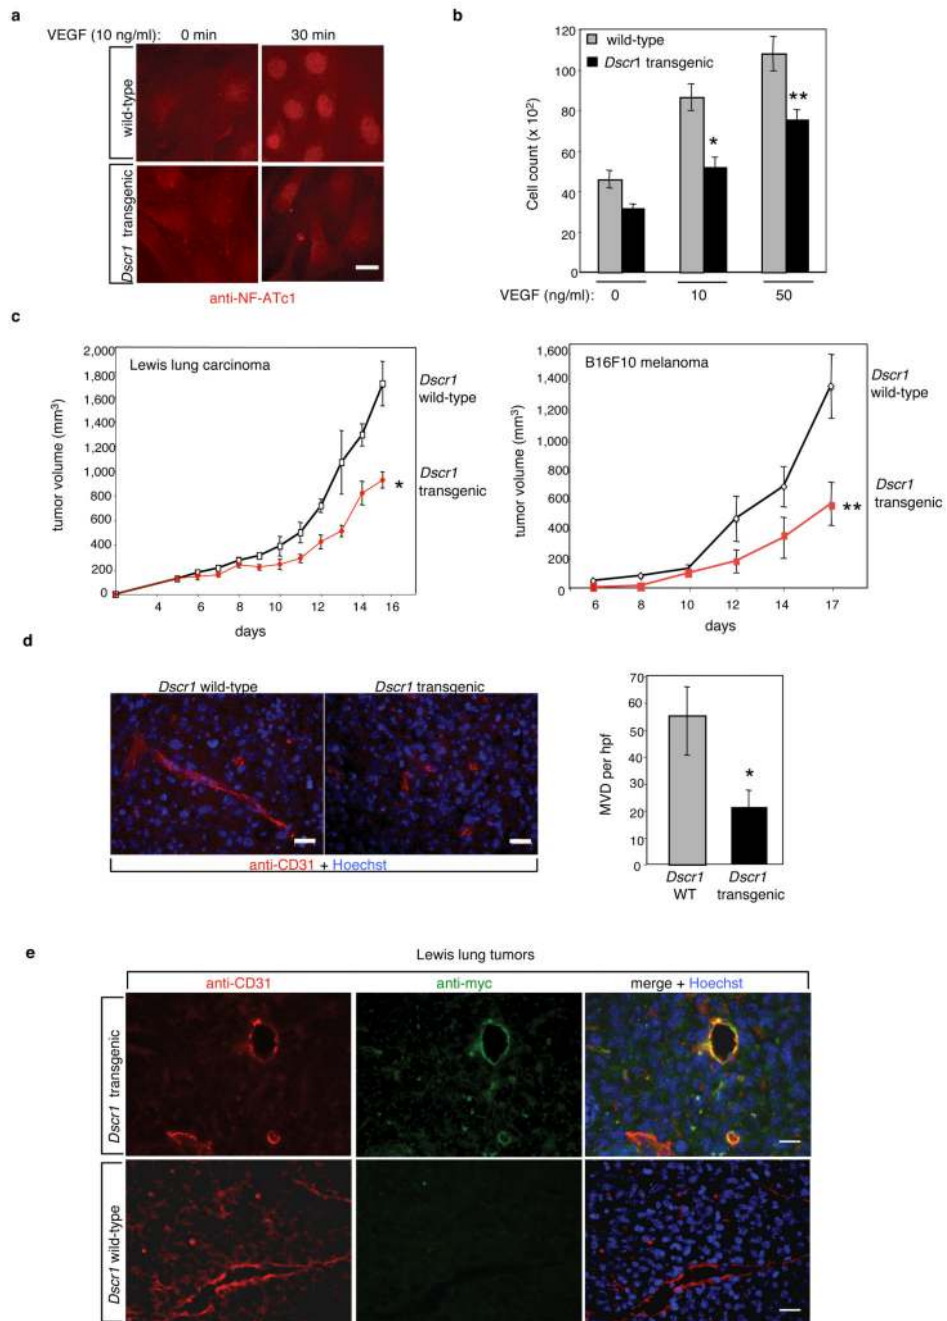 a
VEGF (10 ng/ml): 0 min 30 min
wild-type
Dscr1 transgenic
anti-NF-ATc1
b
wild-type
Dscr1 transgenic
Cell count (x 10²)
120
100
80
60
40
20
0
*
**
VEGF (ng/ml): 0 10 50
c
Lewis lung carcinoma
tumor volume (mm³)
2,000
1,800
1,600
1,400
1,200
1,000
800
600
400
200
0
4 6 8 10 12 14 16
days
Dscr1
wild-type
Dscr1
transgenic
*
B16F10 melanoma
tumor volume (mm³)
1,600
1,400
1,200
1,000
800
600
400
200
0
6 8 10 12 14 17
days
Dscr1
wild-type
Dscr1
transgenic
**
d
Dscr1 wild-type Dscr1 transgenic
anti-CD31 + Hoechst
MVD per hpf
70
60
50
40
30
20
10
0
*
Dscr1
WT
Dscr1
transgenic
e
Lewis lung tumors
anti-CD31 anti-myc merge + Hoechst
Dscr1 transgenic
Dscr1 wild-type